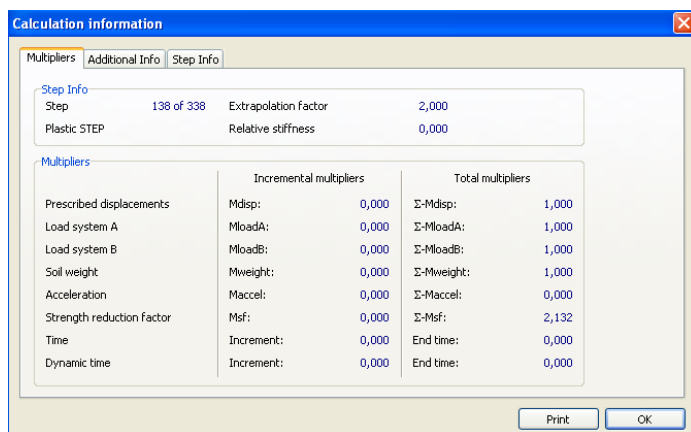 Calculation information
Multipliers Additional Info Step Info
Step Info
Step 138 of 338 Extrapolation factor 2,000
Plastic STEP Relative stiffness 0,000
Multipliers
Incremental multipliers Total multipliers
Prescribed displacements Mdisp: 0,000 Σ-Mdisp: 1,000
Load system A MloadA: 0,000 Σ-MloadA: 1,000
Load system B MloadB: 0,000 Σ-MloadB: 1,000
Soil weight Mweight: 0,000 Σ-Mweight: 1,000
Acceleration Maccel: 0,000 Σ-Maccel: 0,000
Strength reduction factor Msf: 0,000 Σ-Msf: 2,132
Time Increment: 0,000 End time: 0,000
Dynamic time Increment: 0,000 End time: 0,000
Print OK